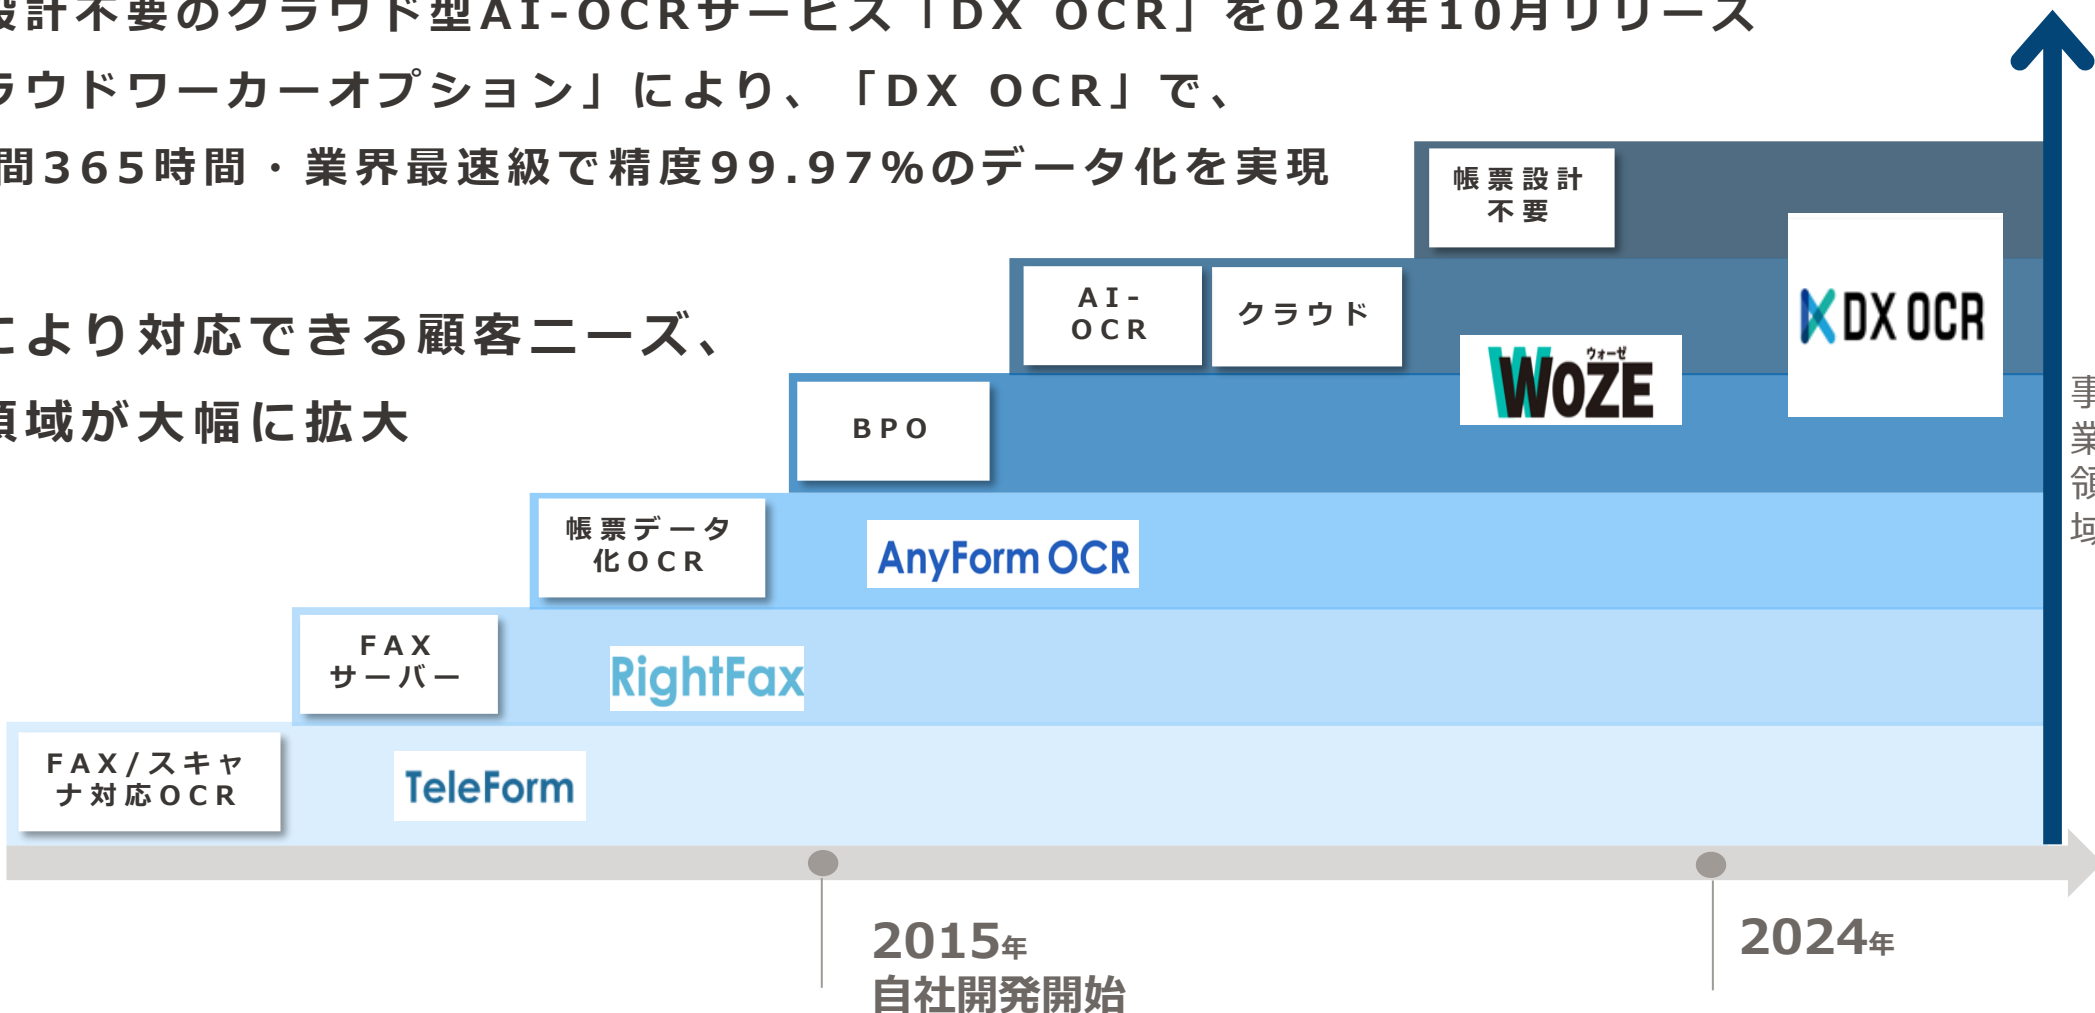 設計不要のクラウド型AI-OCRサービス「DX OCR」を024年10月リリース
ラウドワーカーオプション」により、「DX OCR」で、
間365時間・業界最速級で精度99.97%のデータ化を実現
により対応できる顧客ニーズ、
領域が大幅に拡大
帳票設計
不要
AI-
OCR
クラウド
DX OCR
ウォーゼ
WOZE
BPO
事
業
領
域
帳票データ
化OCR
AnyForm OCR
FAX
サーバー
RightFax
FAX/スキャ
ナ対応OCR
TeleForm
2015年
自社開発開始
2024年